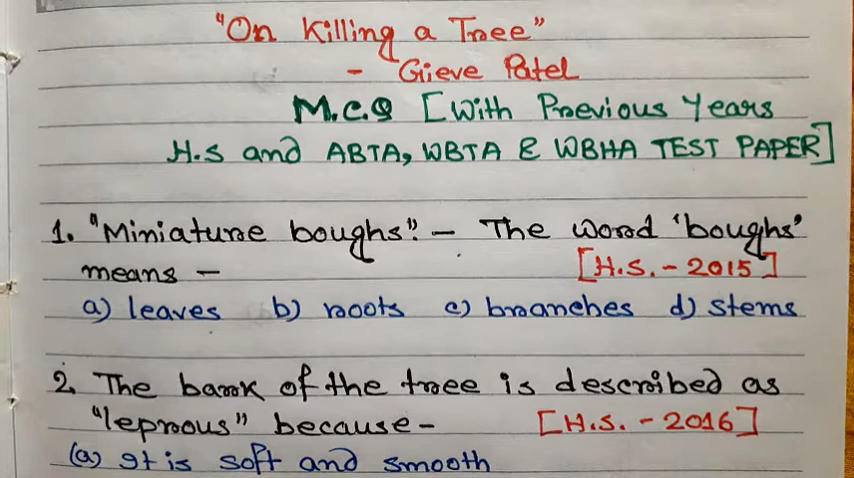 "On Killing a Tree"
- Gieve Patel
M.C.Q [With Previous Years
H.S and ABTA, WBTA & WBHA TEST PAPER]
1. "Miniature boughs". - The word 'boughs'
means - [H.S. - 2015]
a) leaves b) roots c) branches d) stems
2. The bark of the tree is described as
"leprous" because - [H.S. - 2016]
(a) It is soft and smooth